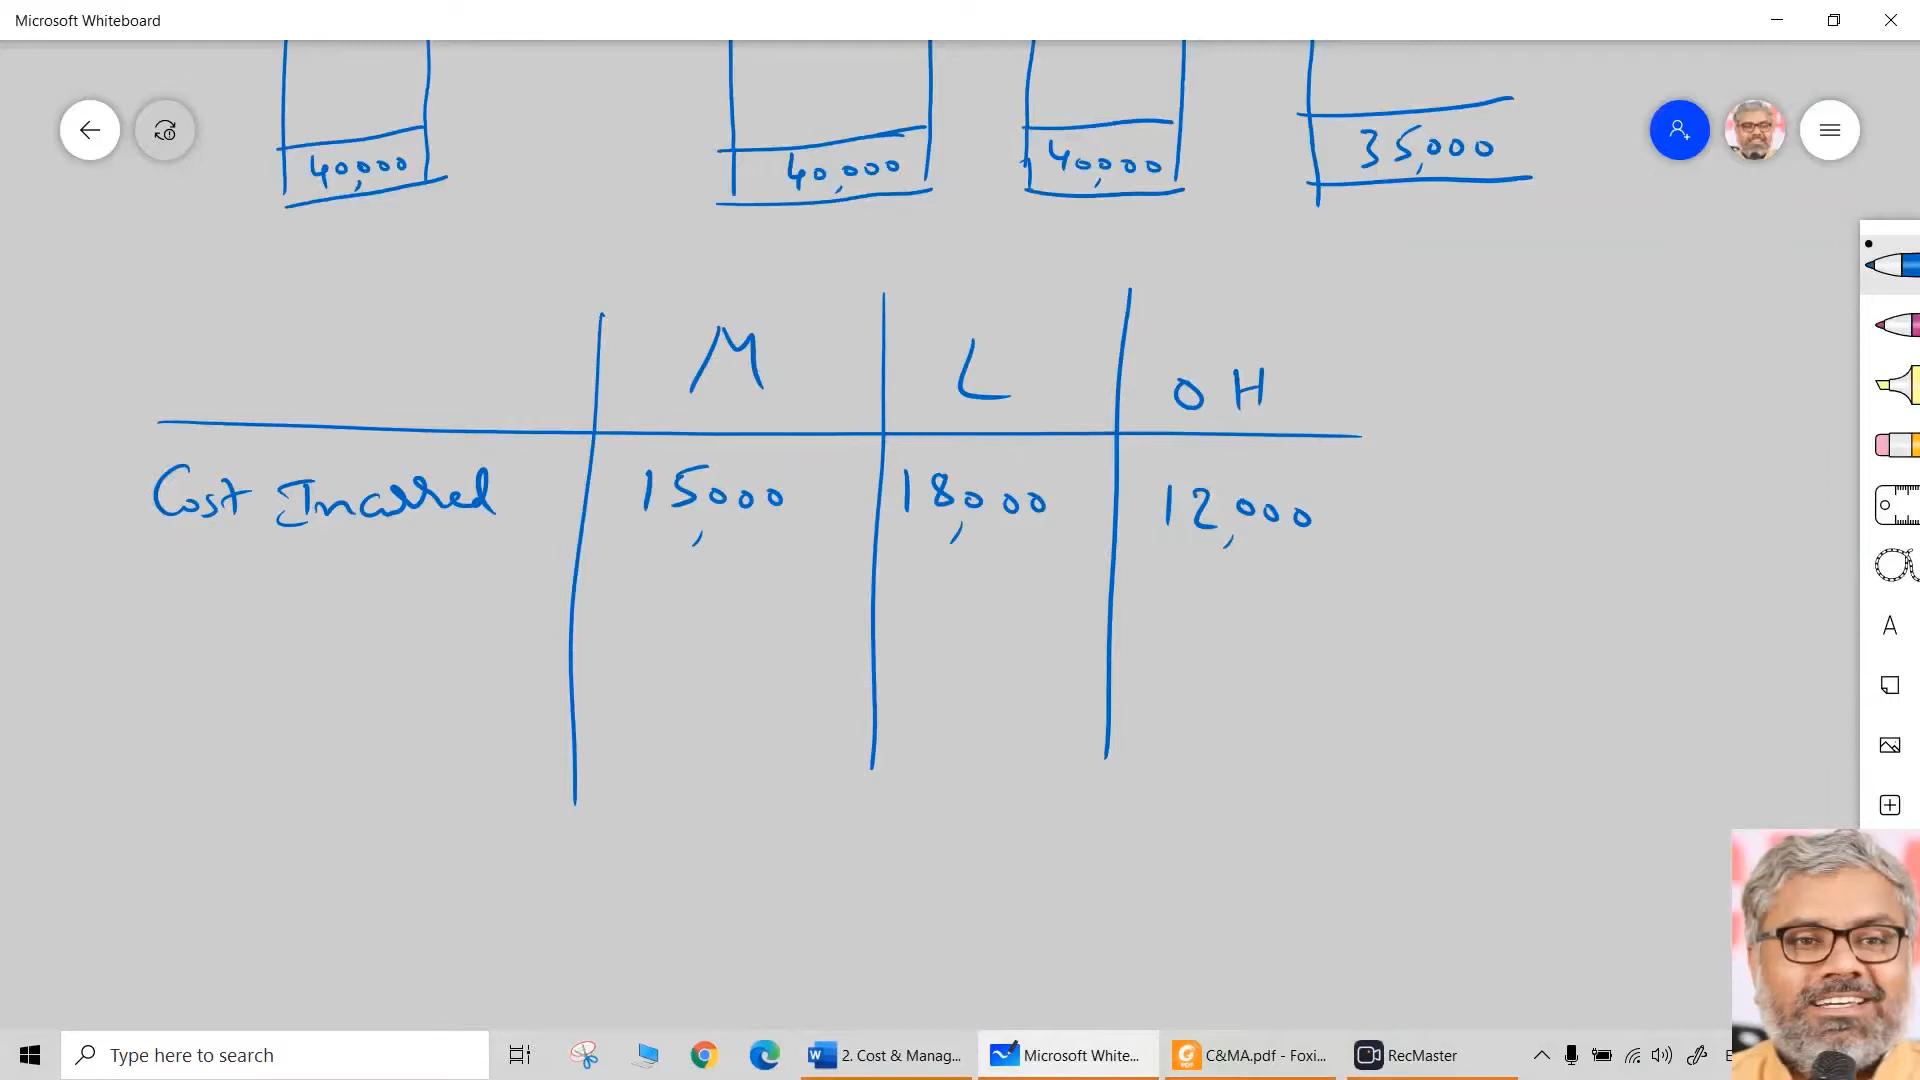 Microsoft Whiteboard
40,000 40,000 40,000 35,000
M L OH
Cost Incurred 15,000 18,000 12,000
A
Type here to search
2. Cost & Manag...
Microsoft White...
C&MA.pdf - Foxi...
RecMaster